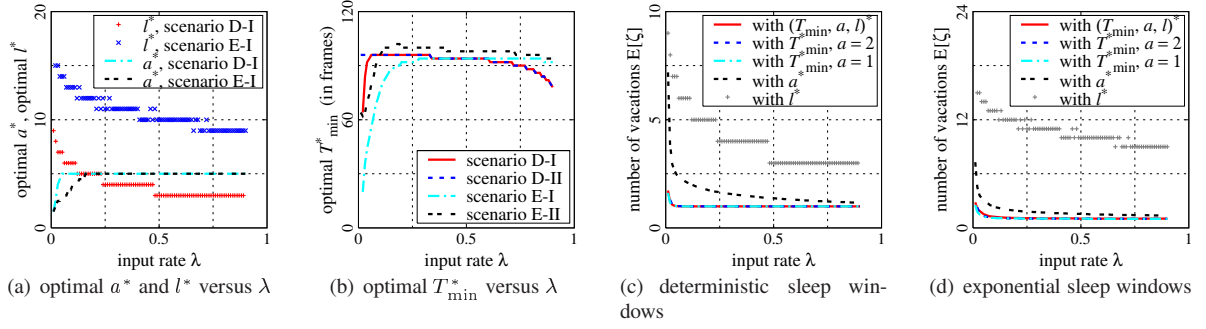 20
10
0
optimal a*, optimal l*
l*, scenario D-I
l*, scenario E-I
a*, scenario D-I
a*, scenario E-I
0 0.5 1
input rate λ
(a) optimal a* and l* versus λ
120
60
0
optimal T*min (in frames)
scenario D-I
scenario D-II
scenario E-I
scenario E-II
0 0.5 1
input rate λ
(b) optimal T*min versus λ
10
5
0
number of vacations E[ζ]
with (Tmin, a, l)*
with T*min, a = 2
with T*min, a = 1
with a*
with l*
0 0.5 1
input rate λ
(c) deterministic sleep win-
dows
24
12
0
number of vacations E[ζ]
with (Tmin, a, l)*
with T*min, a = 2
with T*min, a = 1
with a*
with l*
0 0.5 1
input rate λ
(d) exponential sleep windows